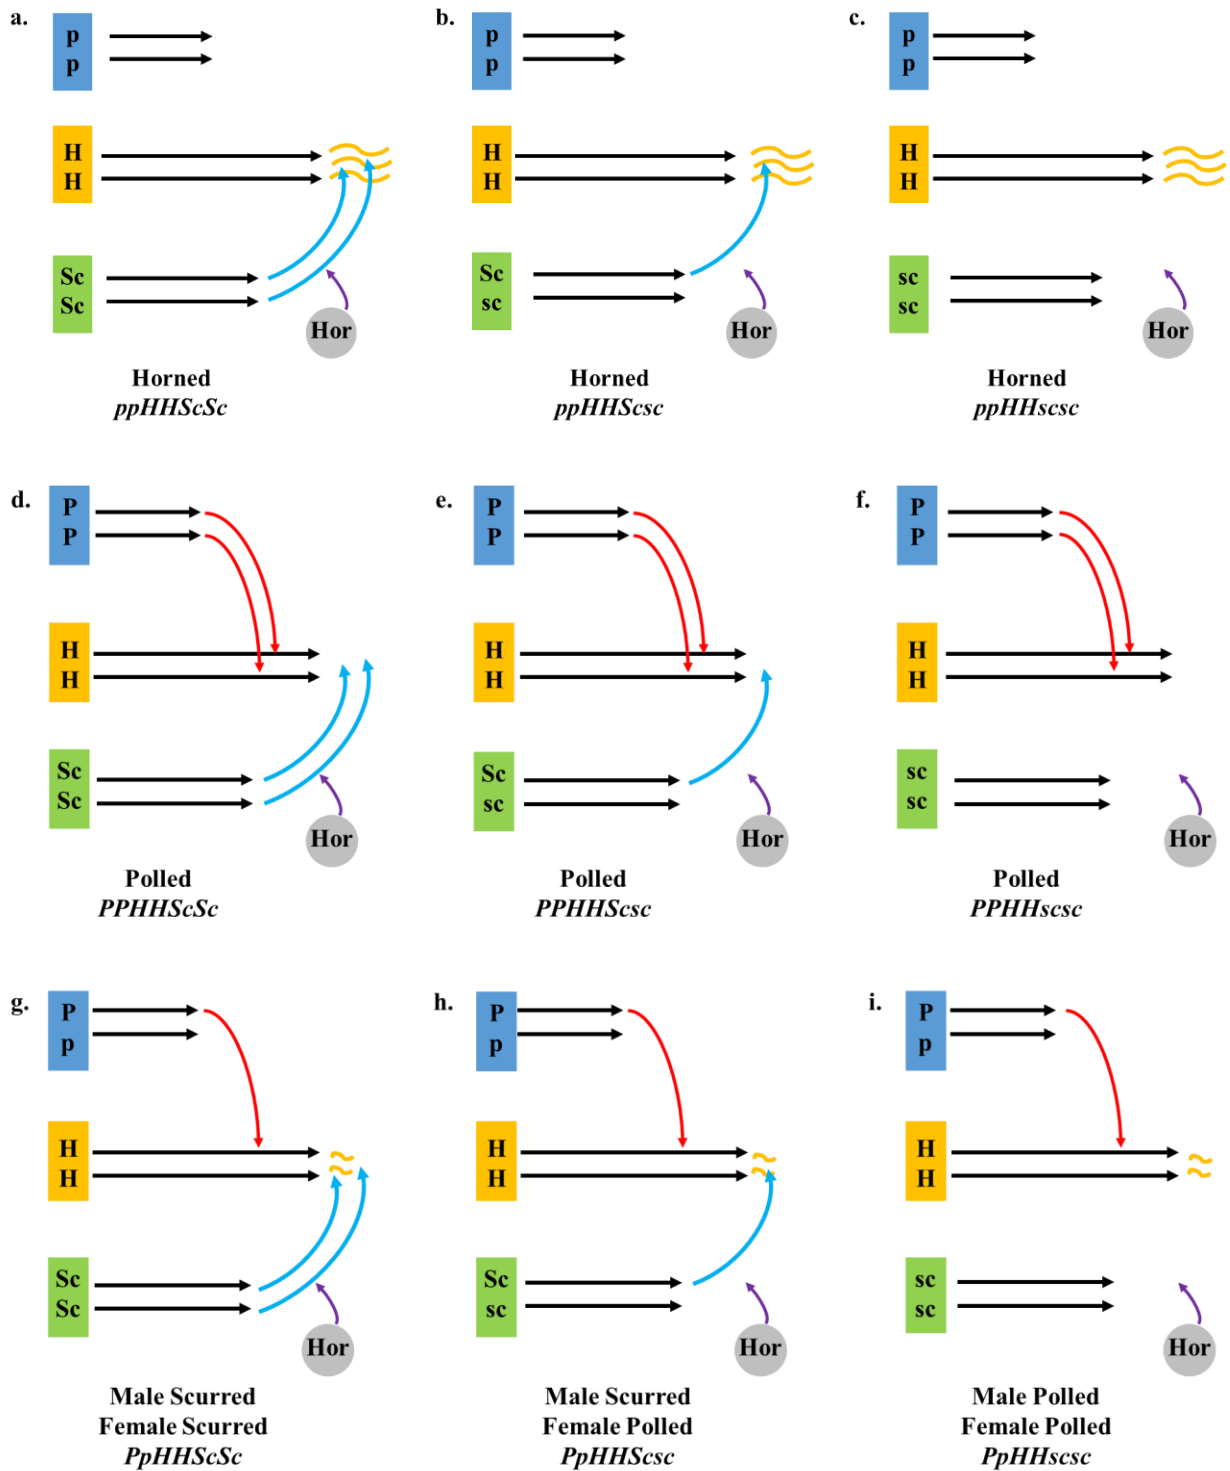 a.
p
p
H
H
Sc
Sc
Hor
Horned
ppHHScSc
b.
p
p
H
H
Sc
sc
Hor
Horned
ppHHScsc
c.
p
p
H
H
sc
sc
Hor
Horned
ppHHscsc
d.
P
P
H
H
Sc
Sc
Hor
Polled
PPHHScSc
e.
P
P
H
H
Sc
sc
Hor
Polled
PPHHScsc
f.
P
P
H
H
sc
sc
Hor
Polled
PPHHscsc
g.
P
p
H
H
Sc
Sc
Hor
Male Scurred
Female Scurred
PpHHScSc
h.
P
p
H
H
Sc
sc
Hor
Male Scurred
Female Polled
PpHHScsc
i.
P
p
H
H
sc
sc
Hor
Male Polled
Female Polled
PpHHscsc